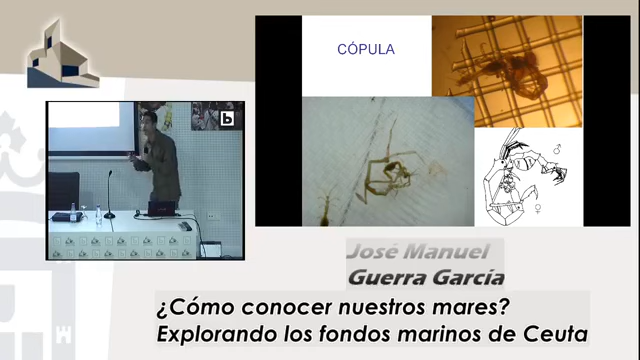 CÓPULA
b
♂
♀
José Manuel
Guerra García
¿Cómo conocer nuestros mares?
Explorando los fondos marinos de Ceuta